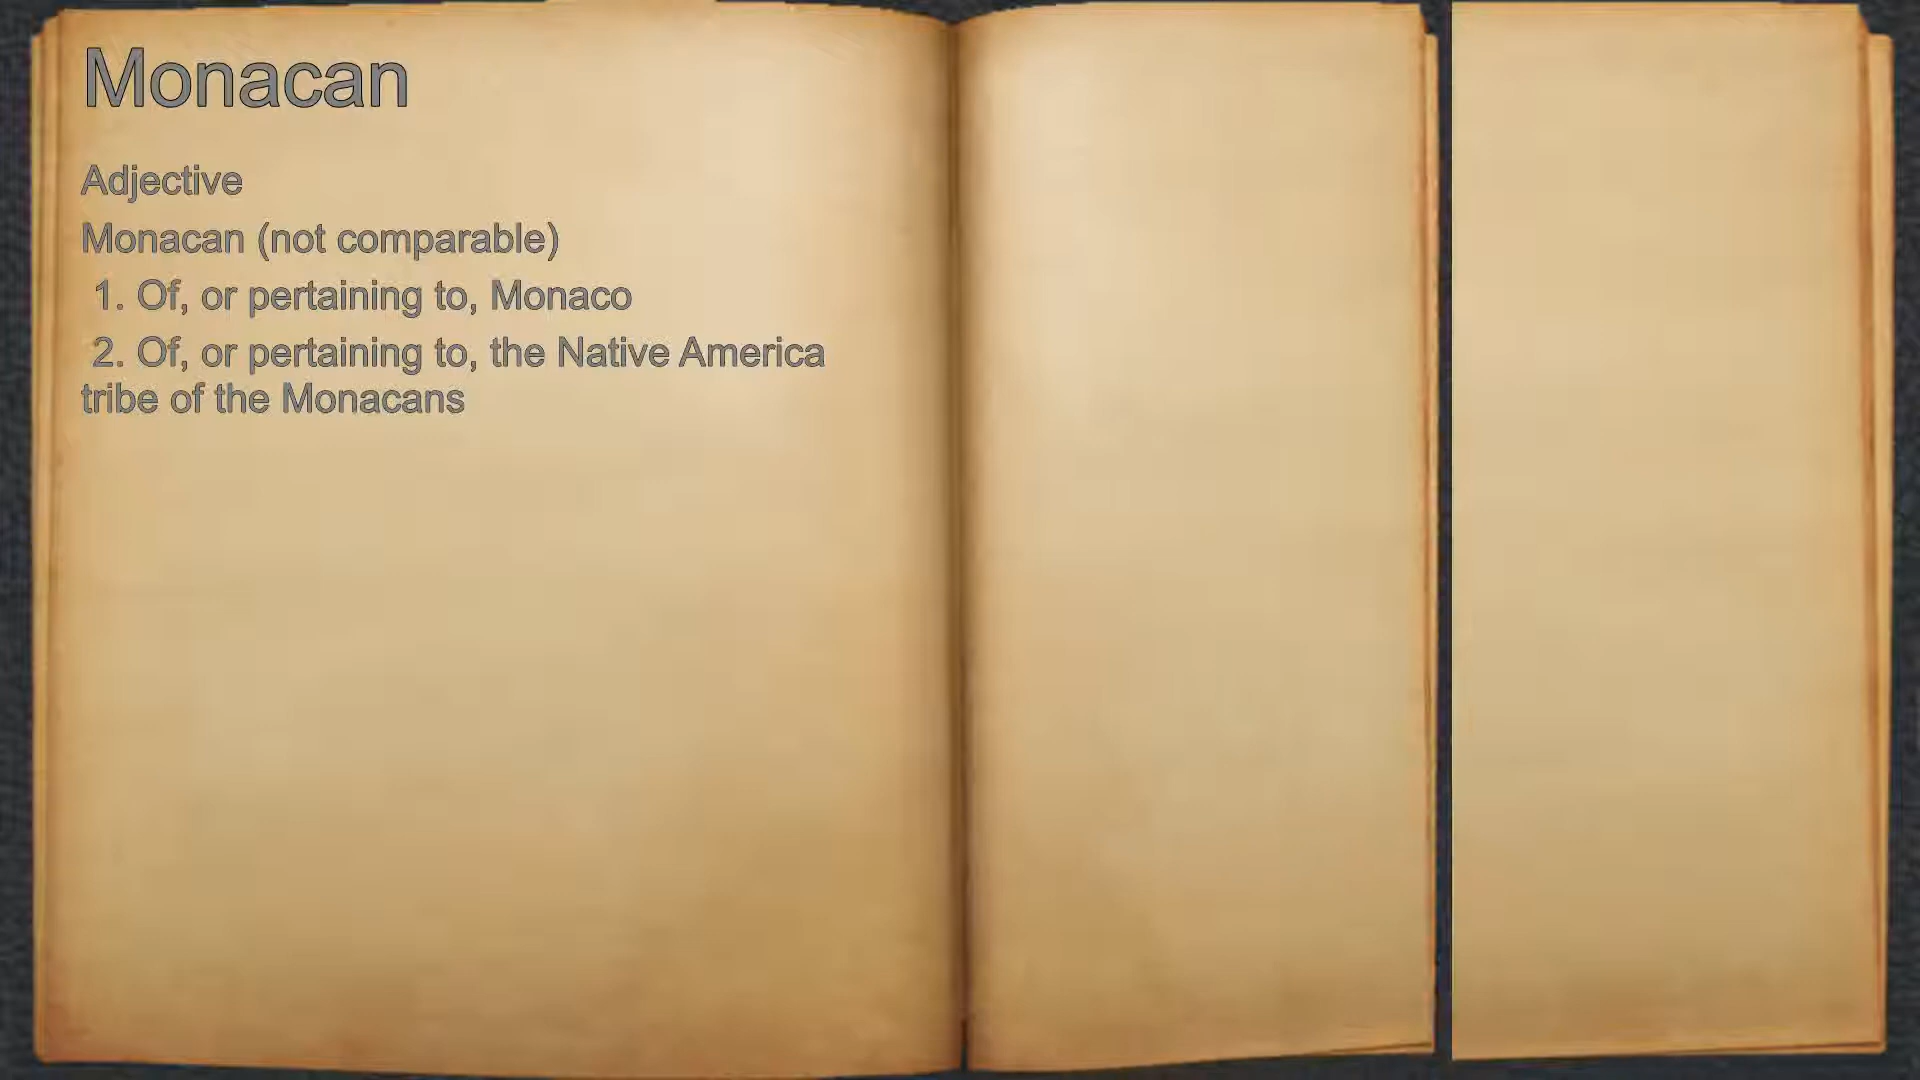 Monacan
Adjective
Monacan (not comparable)
1. Of, or pertaining to, Monaco
2. Of, or pertaining to, the Native America
tribe of the Monacans